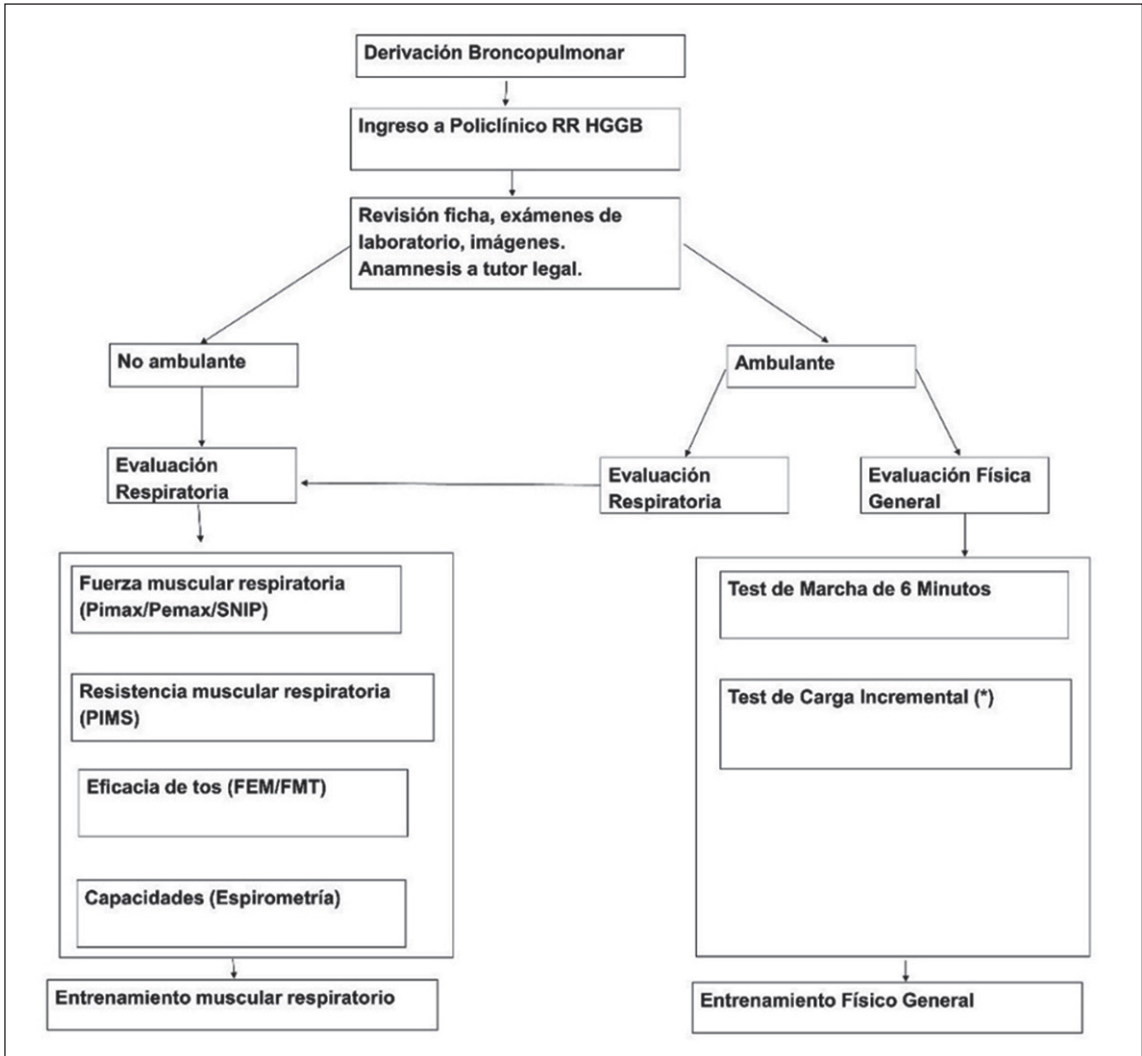 Derivación Broncopulmonar
Ingreso a Policlínico RR HGGB
Revisión ficha, exámenes de
laboratorio, imágenes.
Anamnesis a tutor legal.
No ambulante
Ambulante
Evaluación
Respiratoria
Evaluación
Respiratoria
Evaluación Física
General
Fuerza muscular respiratoria
(Pimax/Pemax/SNIP)
Resistencia muscular respiratoria
(PIMS)
Eficacia de tos (FEM/FMT)
Capacidades (Espirometría)
Test de Marcha de 6 Minutos
Test de Carga Incremental (*)
Entrenamiento muscular respiratorio
Entrenamiento Físico General